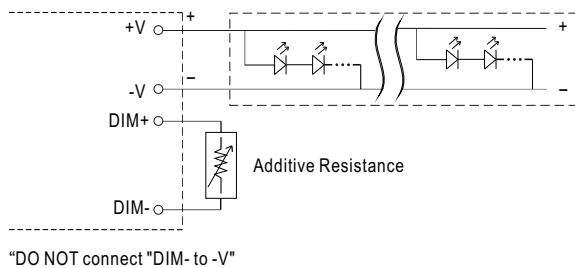 +V
+
+
-V
−
−
DIM+
Additive Resistance
DIM-
“DO NOT connect "DIM- to -V"